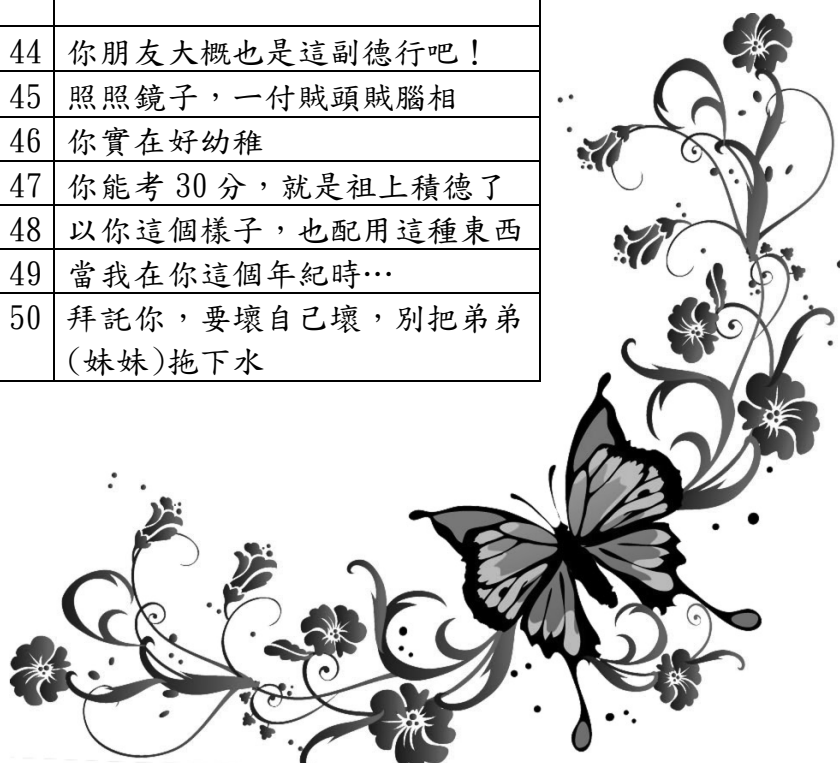 44 你朋友大概也是這副德行吧！
45 照照鏡子，一付賊頭賊腦相
46 你實在好幼稚
47 你能考 30 分，就是祖上積德了
48 以你這個樣子，也配用這種東西
49 當我在你這個年紀時…
50 拜託你，要壞自己壞，別把弟弟
(妹妹)拖下水